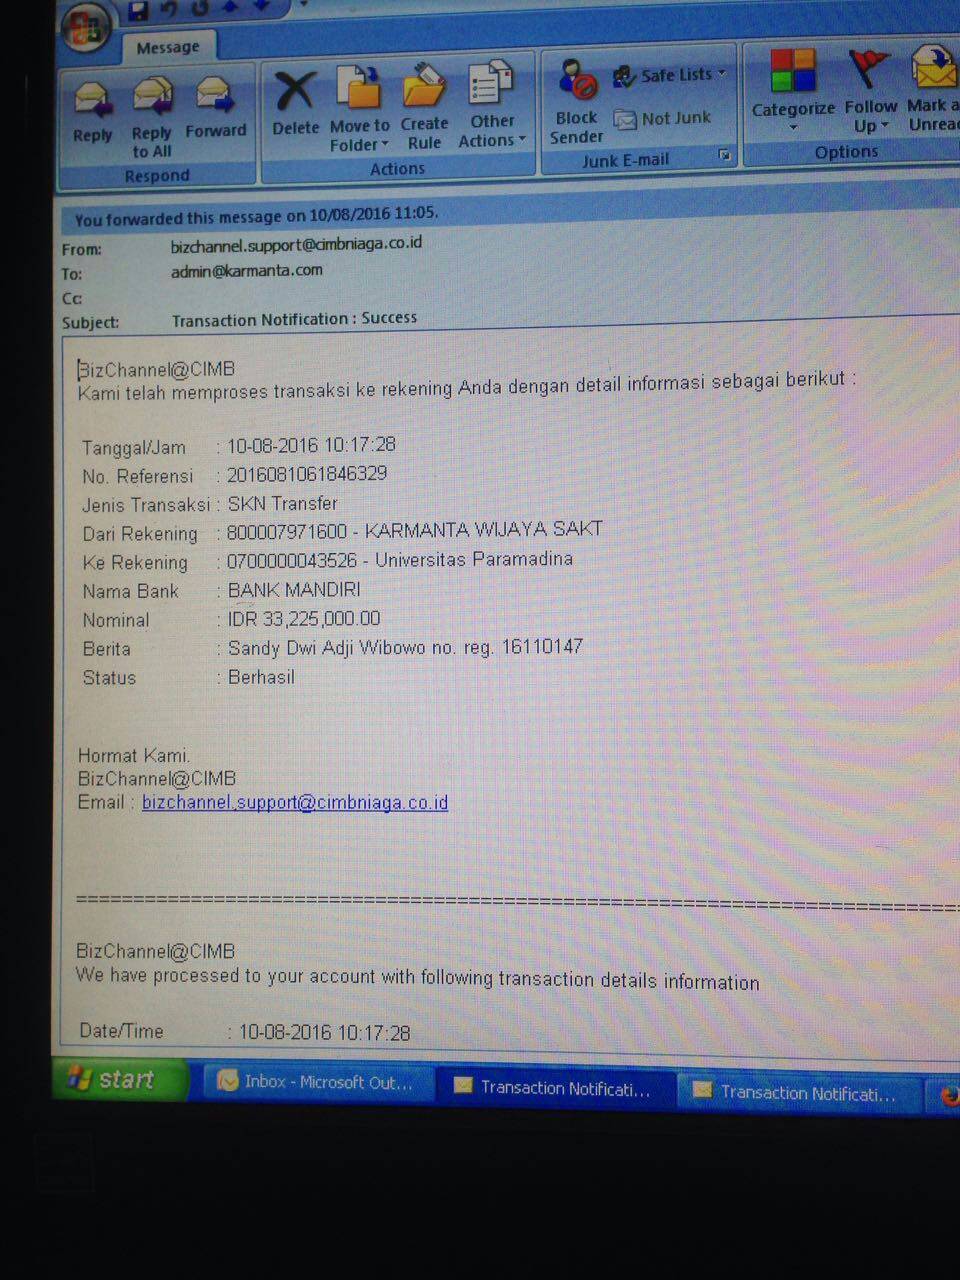 Message
Reply
Reply to All
Forward
Respond
Delete
Move to Folder
Create Rule
Other Actions
Actions
Block Sender
Safe Lists
Not Junk
Junk E-mail
Categorize
Follow Up
Mark
Options
You forwarded this message on 10/08/2016 11:05.
From: bizchannel.support@cimbniaga.co.id
To: admin@karmanta.com
Cc:
Subject: Transaction Notification : Success
BizChannel@CIMB
Kami telah memproses transaksi ke rekening Anda dengan detail informasi sebagai berikut :
Tanggal/Jam : 10-08-2016 10:17:28
No. Referensi : 2016081061846329
Jenis Transaksi : SKN Transfer
Dari Rekening : 800007971600 - KARMANTA WIJAYA SAKT
Ke Rekening : 0700000043526 - Universitas Paramadina
Nama Bank : BANK MANDIRI
Nominal : IDR 33,225,000.00
Berita : Sandy Dwi Adji Wibowo no. reg. 16110147
Status : Berhasil
Hormat Kami.
BizChannel@CIMB
Email : bizchannel.support@cimbniaga.co.id
================================================================
BizChannel@CIMB
We have processed to your account with following transaction details information
Date/Time : 10-08-2016 10:17:28
start
Inbox - Microsoft Out...
Transaction Notificati...
Transaction Notificati...